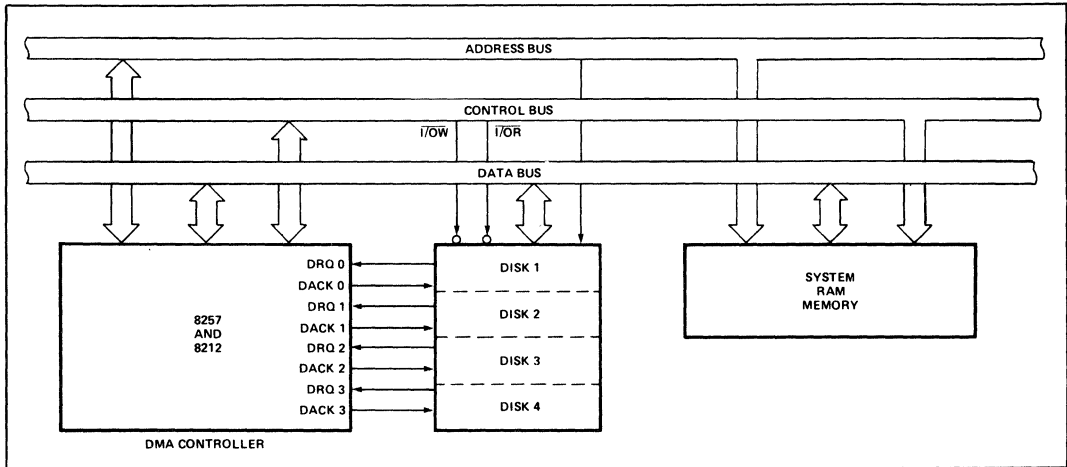 ADDRESS BUS
CONTROL BUS
I/OW
I/OR
DATA BUS
DRQ 0
DACK 0
DRQ 1
DACK 1
DRQ 2
DACK 2
DRQ 3
DACK 3
8257
AND
8212
DMA CONTROLLER
DISK 1
DISK 2
DISK 3
DISK 4
SYSTEM
RAM
MEMORY